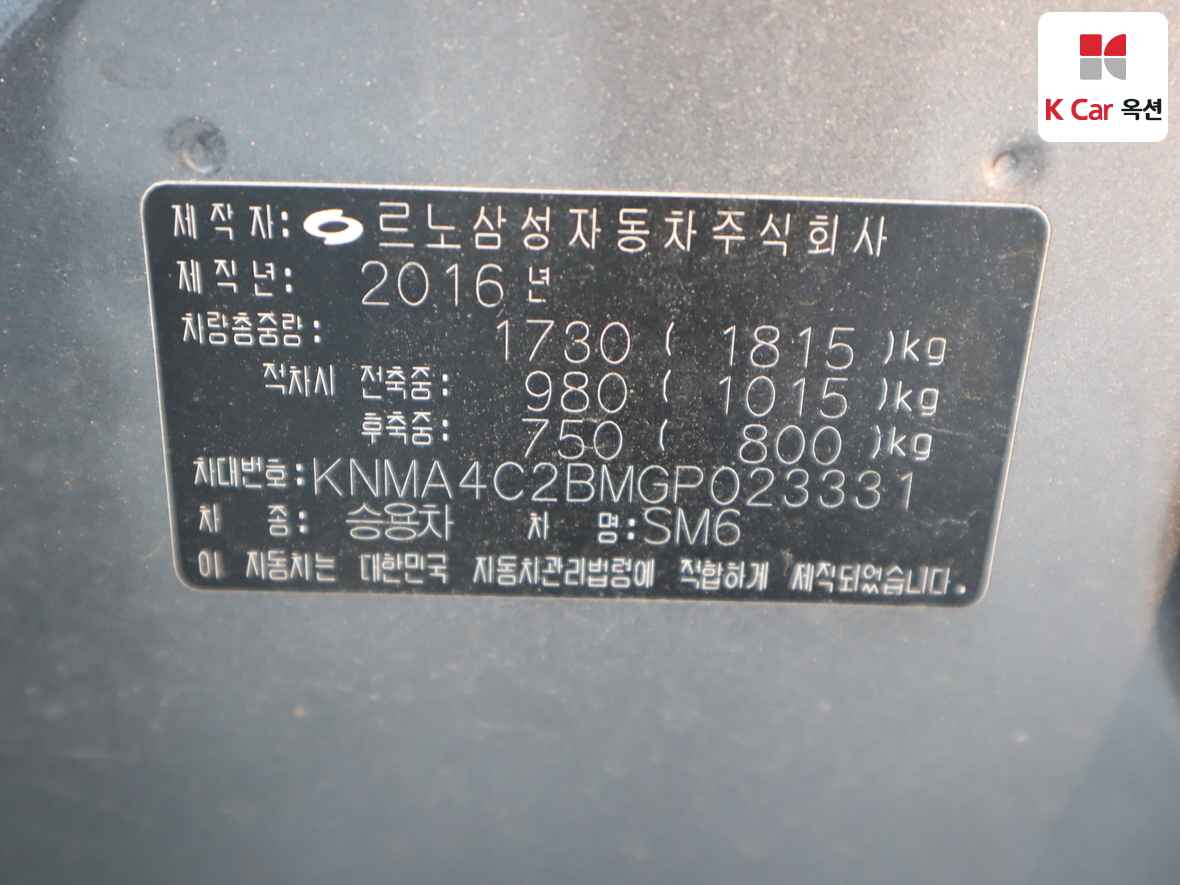 K Car 옥션
제작자: 르노삼성자동차주식회사
제작년: 2016 년
차량총중량: 1730 ( 1815 )kg
적차시 전축중: 980 ( 1015 )kg
후축중: 750 ( 800 )kg
차대번호:KNMA4C2BMGP023331
차 종: 승용차 차 명:SM6
이 자동차는 대한민국 자동차관리법령에 적합하게 제작되었습니다.